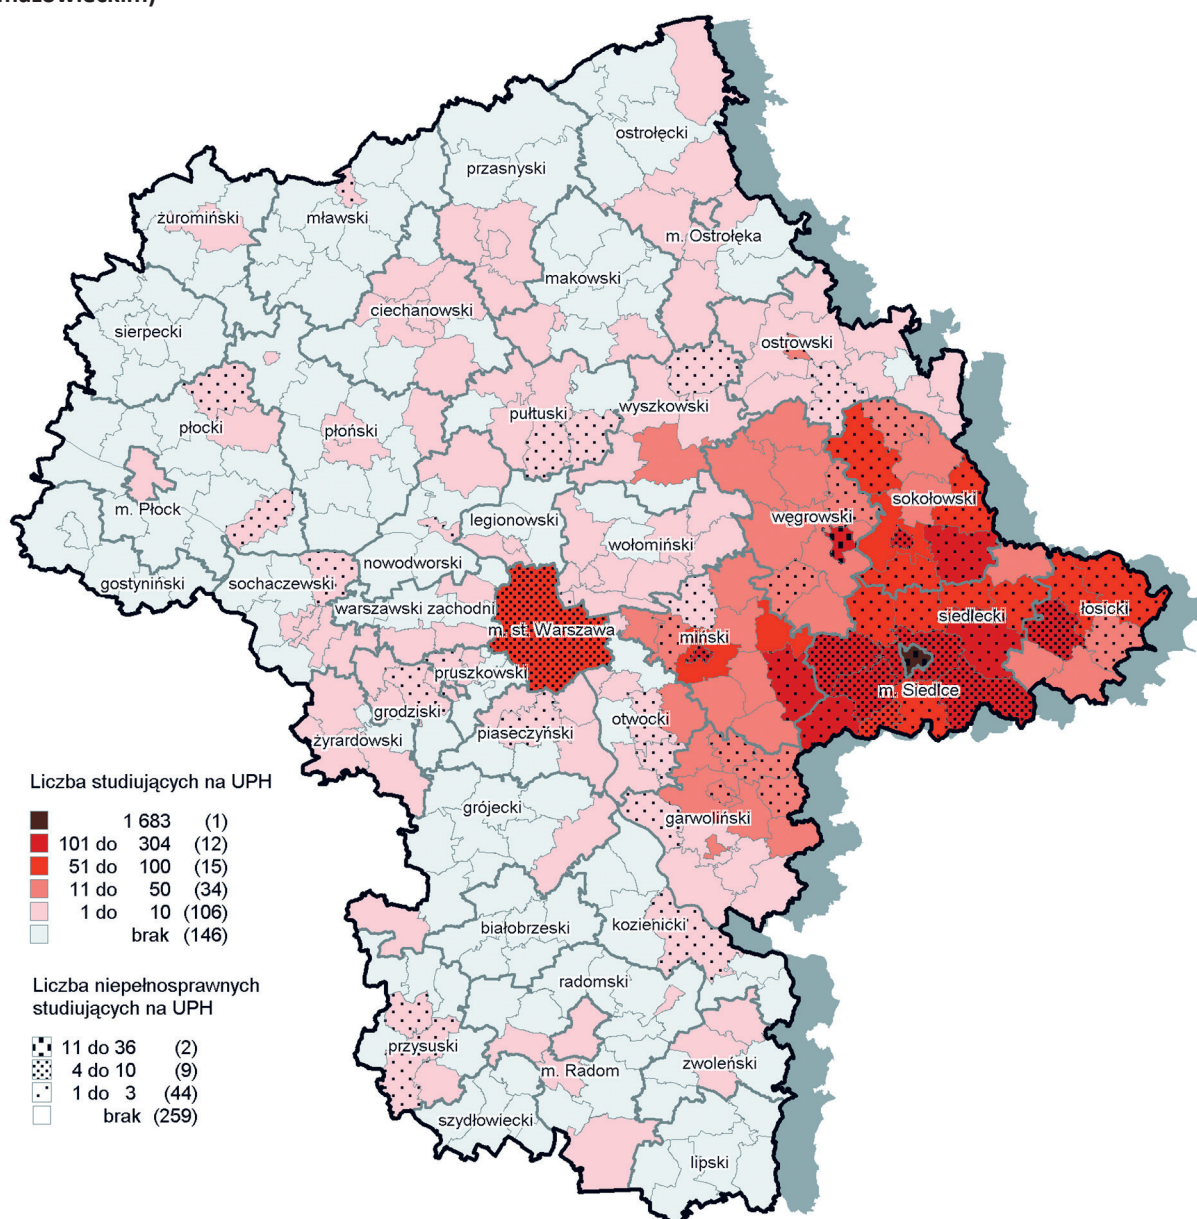 mazowieckim)
ostrołęcki
przasnyski
żuromiński
mławski
m. Ostrołęka
makowski
ciechanowski
sierpecki
ostrowski
pułtuski
wyszkowski
płocki
płoński
sokołowski
m. Płock
węgrowski
legionowski
wołomiński
nowodworski
gostyniński
sochaczewski
warszawski zachodni
łosicki
siedlecki
m. st. Warszawa
miński
pruszkowski
m. Siedlce
grodziski
otwocki
piaseczyński
żyrardowski
Liczba studiujących na UPH
1 683 (1)
101 do 304 (12)
51 do 100 (15)
11 do 50 (34)
1 do 10 (106)
brak (146)
grójecki
garwoliński
białobrzeski
kozienicki
radomski
Liczba niepełnosprawnych
studiujących na UPH
11 do 36 (2)
4 do 10 (9)
1 do 3 (44)
brak (259)
przysuski
m. Radom
zwoleński
szydłowiecki
lipski